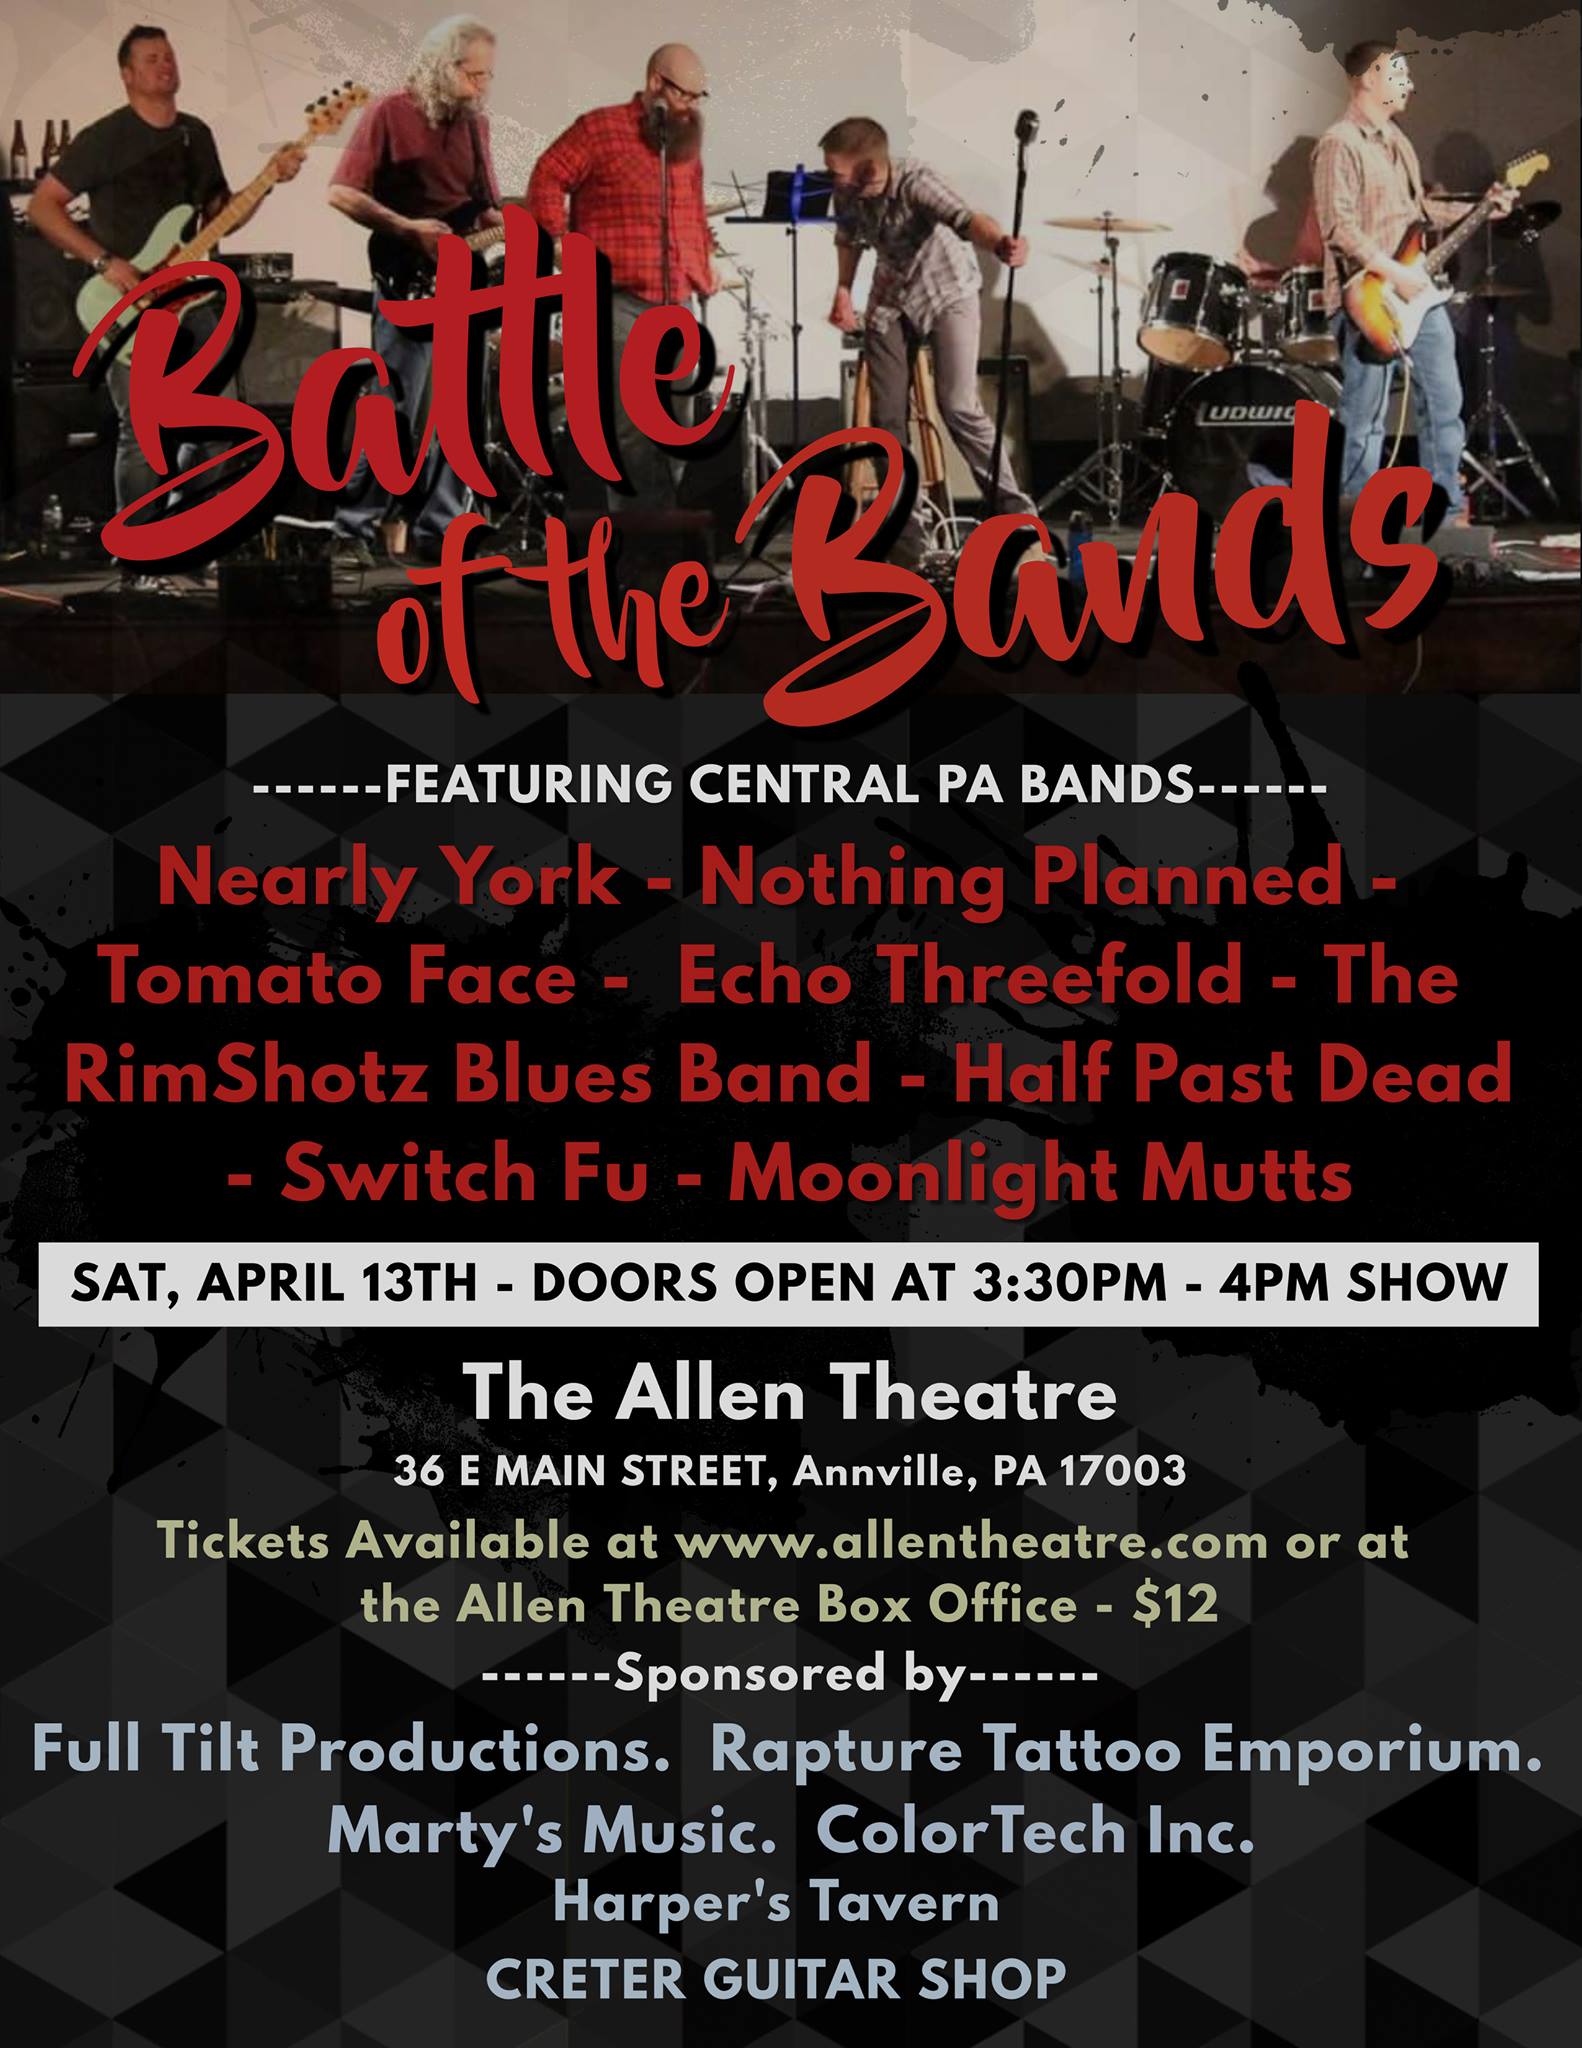 LUDWIG
Battle
of the Bands
------FEATURING CENTRAL PA BANDS------
Nearly York - Nothing Planned -
Tomato Face - Echo Threefold - The
RimShotz Blues Band - Half Past Dead
- Switch Fu - Moonlight Mutts
SAT, APRIL 13TH - DOORS OPEN AT 3:30PM - 4PM SHOW
The Allen Theatre
36 E MAIN STREET, Annville, PA 17003
Tickets Available at www.allentheatre.com or at
the Allen Theatre Box Office - $12
------Sponsored by------
Full Tilt Productions. Rapture Tattoo Emporium.
Marty's Music. ColorTech Inc.
Harper's Tavern
CRETER GUITAR SHOP